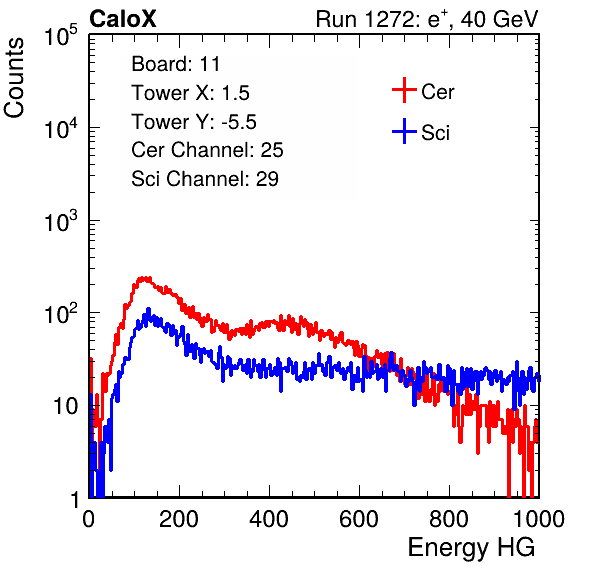 CaloX Run 1272: e⁺, 40 GeV
Counts
10⁵
10⁴
10³
10²
10
1
Board: 11
Tower X: 1.5
Tower Y: -5.5
Cer Channel: 25
Sci Channel: 29
Cer
Sci
0 200 400 600 800 1000
Energy HG